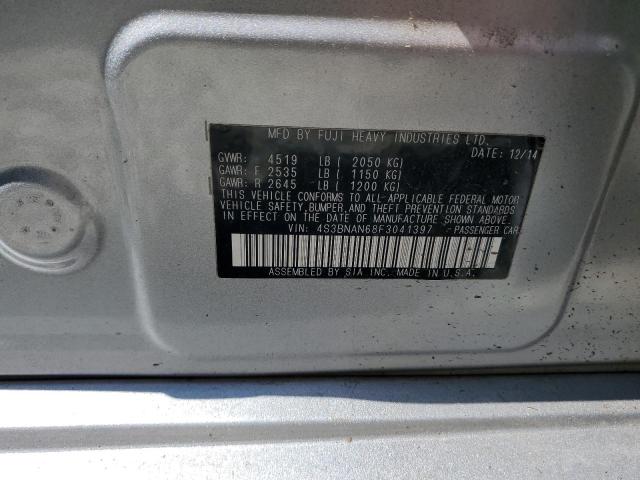 MFD BY FUJI HEAVY INDUSTRIES LTD.
DATE: 12/14
GVWR: 4519 LB ( 2050 KG)
GAWR: F 2535 LB ( 1150 KG)
GAWR: R 2645 LB ( 1200 KG)
THIS VEHICLE CONFORMS TO ALL APPLICABLE FEDERAL MOTOR
VEHICLE SAFETY, BUMPER, AND THEFT PREVENTION STANDARDS
IN EFFECT ON THE DATE OF MANUFACTURE SHOWN ABOVE.
VIN: 4S3BNAN68F3041397 PASSENGER CAR
ASSEMBLED BY SIA INC. MADE IN U.S.A.